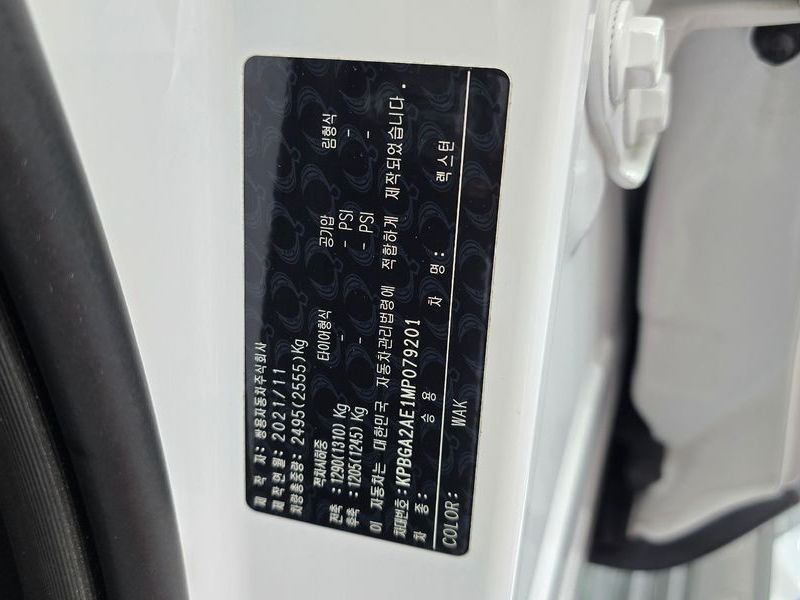 제 작 자: 쌍용자동차주식회사
제작연월: 2021/11
차량총중량: 2495(2555)Kg
적차시하중 타이어형식 공기압 림형식
전축 :1290(1310) Kg - - PSI -
후축 :1205(1245) Kg - - PSI -
이 자동차는 대한민국 자동차관리법령에 적합하게 제작되었습니다.
차대번호: KPBGA2AE1MP079201
차 종: 승 용 차 명: 렉스턴
COLOR: WAK